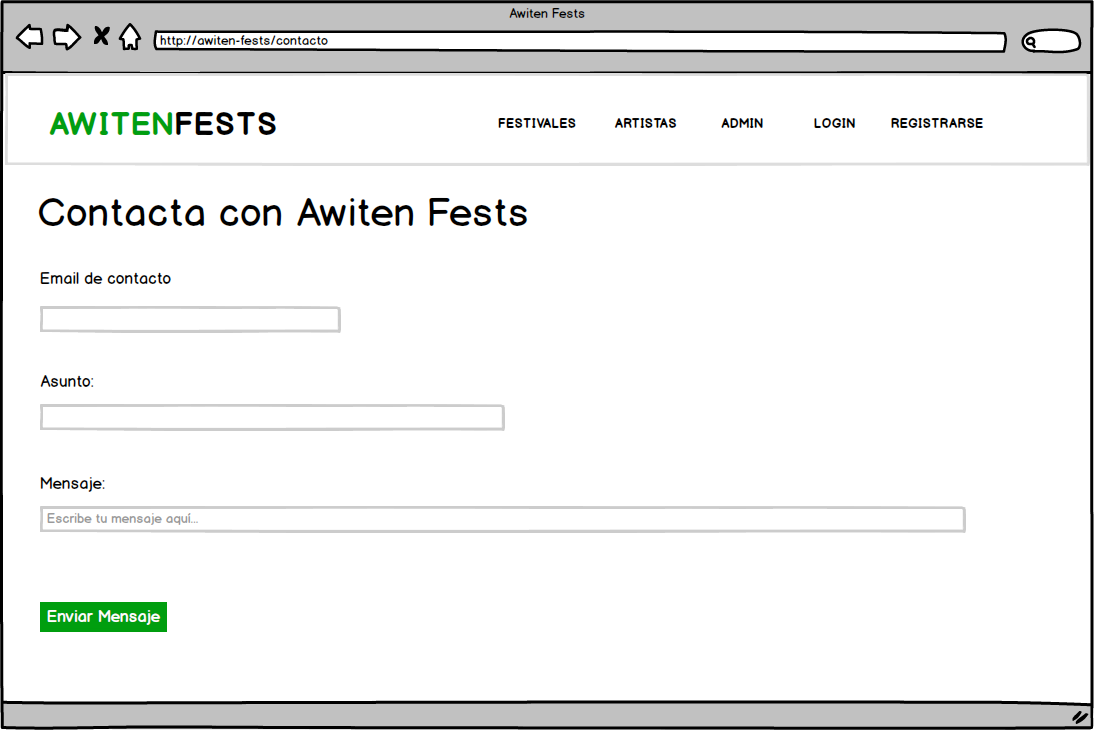 Awiten Fests
http://awiten-fests/contacto
AWITENFESTS FESTIVALES ARTISTAS ADMIN LOGIN REGISTRARSE
Contacta con Awiten Fests
Email de contacto
Asunto:
Mensaje:
Escribe tu mensaje aquí...
Enviar Mensaje